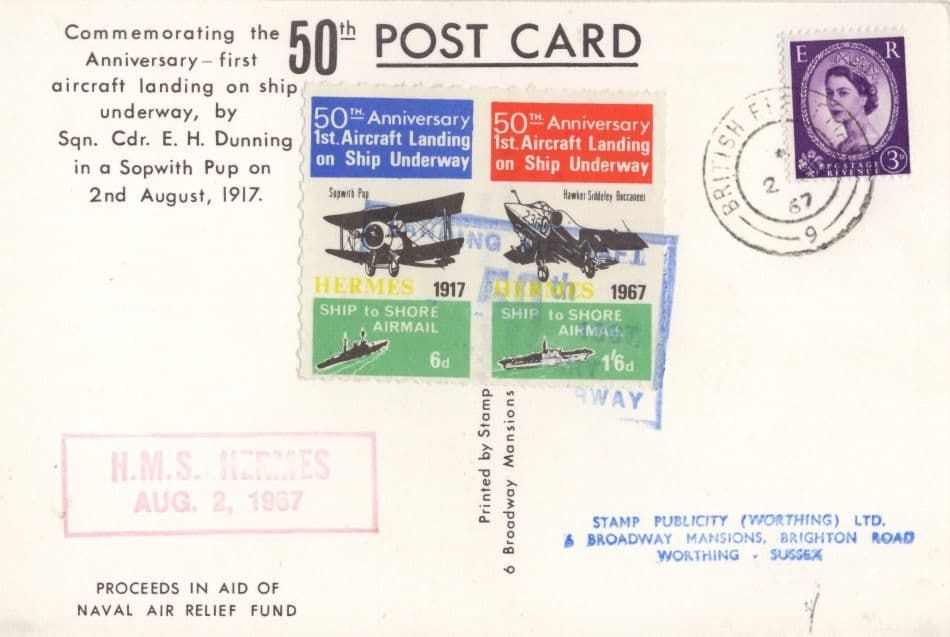 Commemorating the
Anniversary – first
aircraft landing on ship
underway, by
Sqn. Cdr. E. H. Dunning
in a Sopwith Pup on
2nd August, 1917.
50th POST CARD
50TH Anniversary
1st. Aircraft Landing
on Ship Underway
Sopwith Pup
HERMES 1917
SHIP to SHORE
AIRMAIL
6d
50TH Anniversary
1st. Aircraft Landing
on Ship Underway
Hawker Siddeley Buccaneer
HERMES 1967
SHIP to SHORE
AIRMAIL
1'6d
LANDING
WAY
E R
POSTAGE
REVENUE
3D
BRITISH
2
67
9
H.M.S. HERMES
AUG. 2, 1967
PROCEEDS IN AID OF
NAVAL AIR RELIEF FUND
Printed by Stamp
6 Broadway Mansions
STAMP PUBLICITY (WORTHING) LTD.
6 BROADWAY MANSIONS, BRIGHTON ROAD
WORTHING - SUSSEX